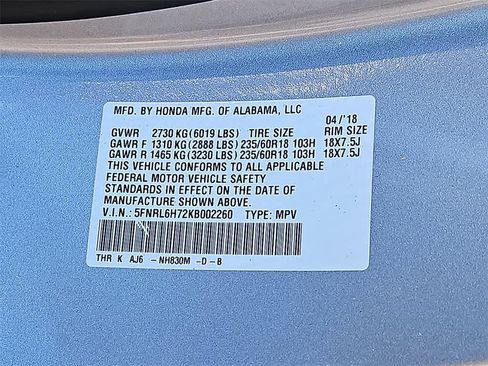 MFD. BY HONDA MFG. OF ALABAMA, LLC
04/'18
GVWR 2730 KG(6019 LBS) TIRE SIZE RIM SIZE
GAWR F 1310 KG(2888 LBS)235/60R18 103H 18X7.5J
GAWR R 1465 KG(3230 LBS)235/60R18 103H 18X7.5J
THIS VEHICLE CONFORMS TO ALL APPLICABLE
FEDERAL MOTOR VEHICLE SAFETY
STANDARDS IN EFFECT ON THE DATE OF
MANUFACTURE SHOWN ABOVE.
V.I.N.: 5FNRL6H72KB002260 TYPE: MPV
THR K AJ6 -NH830M -D-B